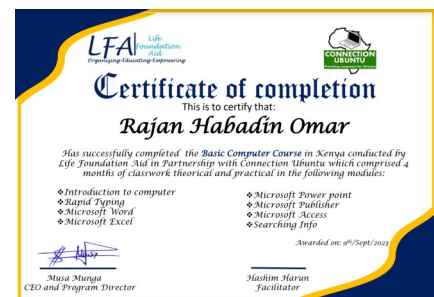 LFA Life Foundation Aid
Organizing-Educating-Empowering
CONNECTION
UBUNTU
Certificate of completion
This is to certify that:
Rajan Habadin Omar
Has successfully completed the Basic Computer Course in Kenya conducted by
Life Foundation Aid in Partnership with Connection Ubuntu which comprised 4
months of classwork theorical and practical in the following modules:
❖Introduction to computer
❖Rapid Typing
❖Microsoft Word
❖Microsoft Excel
❖Microsoft Power point
❖Microsoft Publisher
❖Microsoft Access
❖Searching Info
Awarded on: 9th/Sept/2023
Musa Munga
CEO and Program Director
Hashim Harun
Facilitator